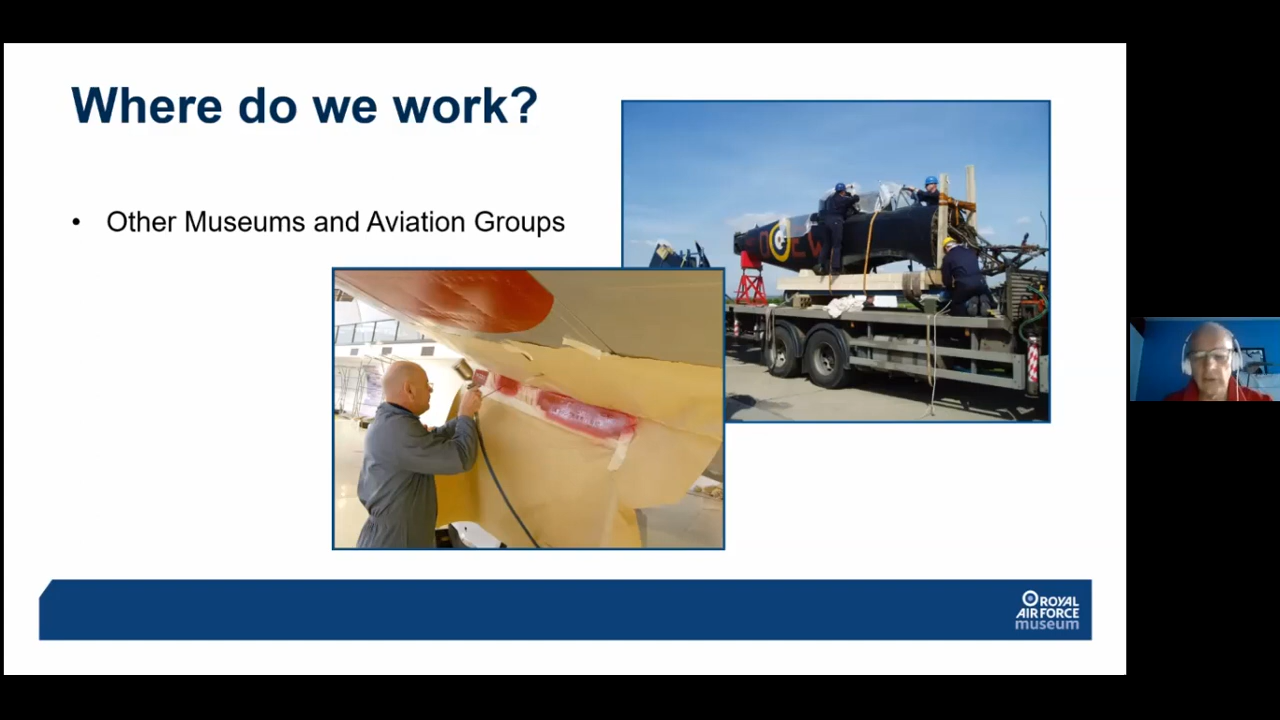 Where do we work?
• Other Museums and Aviation Groups
ROYAL
AIR FORCE
museum